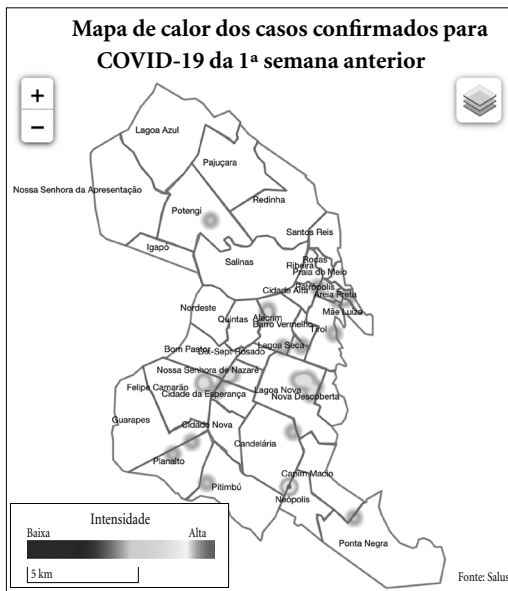 Mapa de calor dos casos confirmados para
COVID-19 da 1ª semana anterior
+
−
Lagoa Azul
Pajuçara
Nossa Senhora da Apresentação
Redinha
Potengi
Santos Reis
Igapó
Rocas
Salinas
Ribeira
Praia do Meio
Petrópolis
Cidade Alta
Areia Preta
Nordeste
Mãe Luiza
Quintas
Alecrim
Barro Vermelho
Tirol
Lagoa Seca
Bom Pastor
Dix-Sept Rosado
Nossa Senhora de Nazaré
Felipe Camarão
Cidade da Esperança
Lagoa Nova
Nova Descoberta
Guarapes
Cidade Nova
Candelária
Planalto
Capim Macio
Pitimbú
Neópolis
Ponta Negra
Intensidade
Baixa Alta
5 km
Fonte: Salus